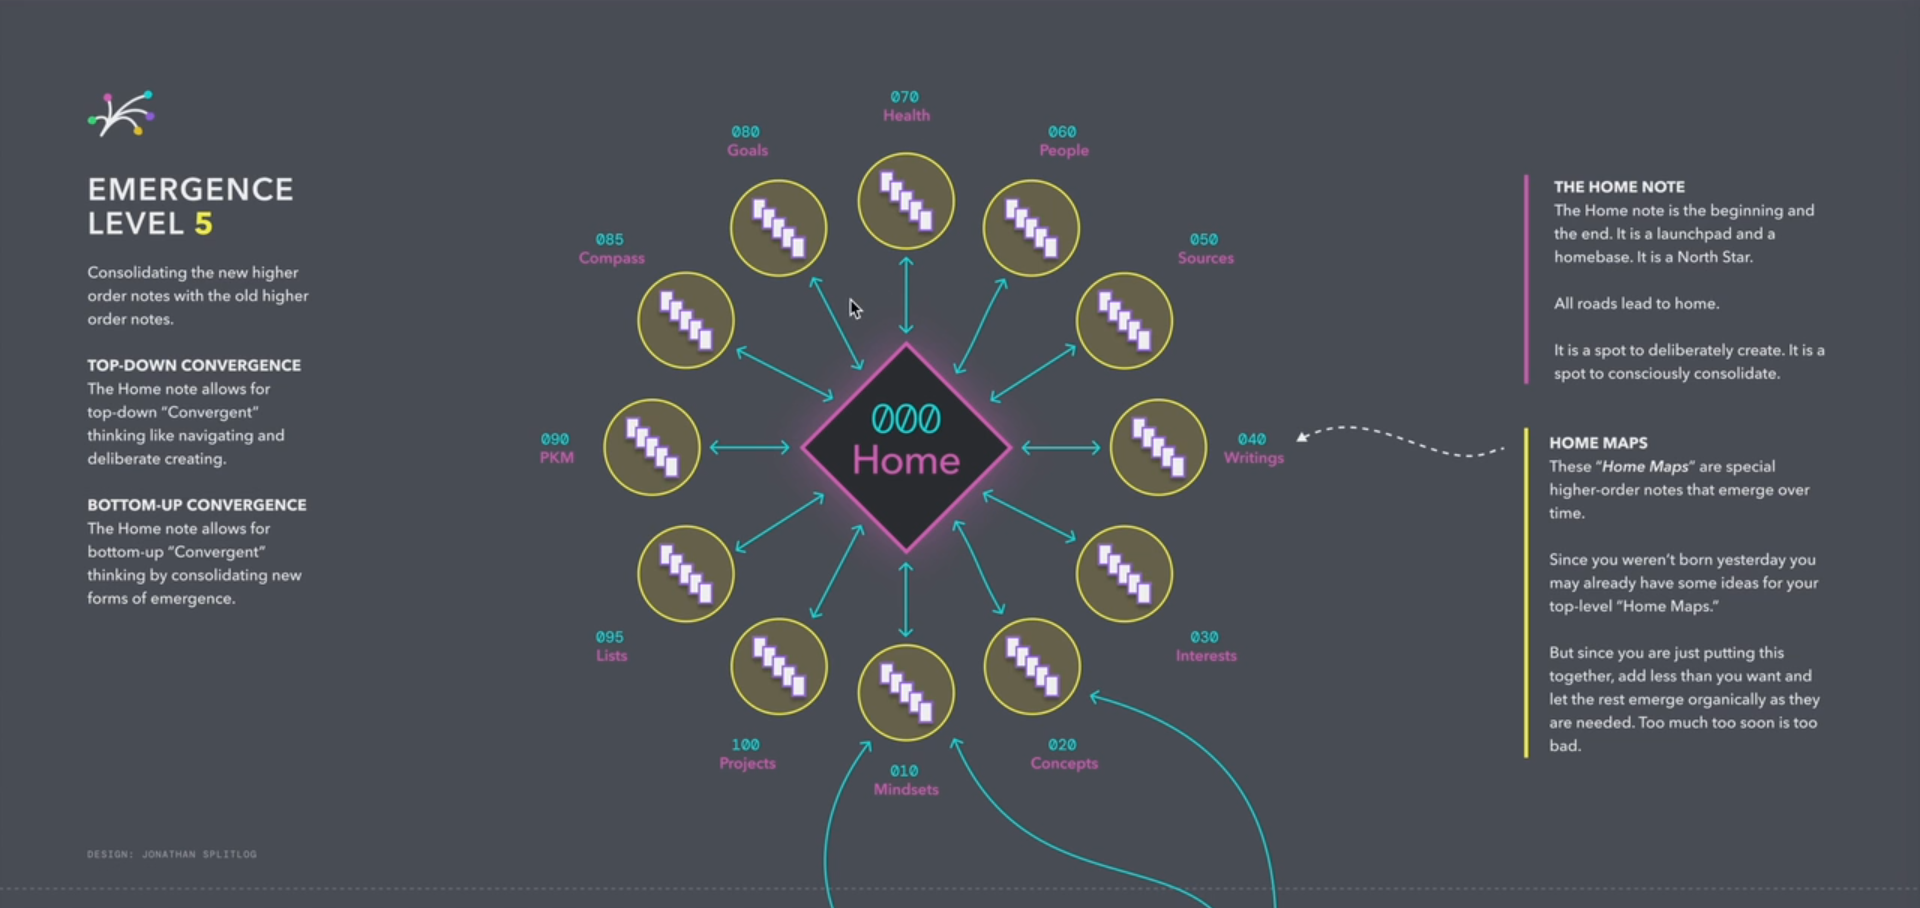 EMERGENCE
LEVEL 5
Consolidating the new higher
order notes with the old higher
order notes.
TOP-DOWN CONVERGENCE
The Home note allows for
top-down “Convergent”
thinking like navigating and
deliberate creating.
BOTTOM-UP CONVERGENCE
The Home note allows for
bottom-up “Convergent”
thinking by consolidating new
forms of emergence.
DESIGN: JONATHAN SPLITLOG
070
Health
080
Goals
060
People
085
Compass
050
Sources
000
Home
090
PKM
040
Writings
095
Lists
030
Interests
100
Projects
010
Mindsets
020
Concepts
THE HOME NOTE
The Home note is the beginning and
the end. It is a launchpad and a
homebase. It is a North Star.
All roads lead to home.
It is a spot to deliberately create. It is a
spot to consciously consolidate.
HOME MAPS
These “Home Maps” are special
higher-order notes that emerge over
time.
Since you weren’t born yesterday you
may already have some ideas for your
top-level “Home Maps.”
But since you are just putting this
together, add less than you want and
let the rest emerge organically as they
are needed. Too much too soon is too
bad.